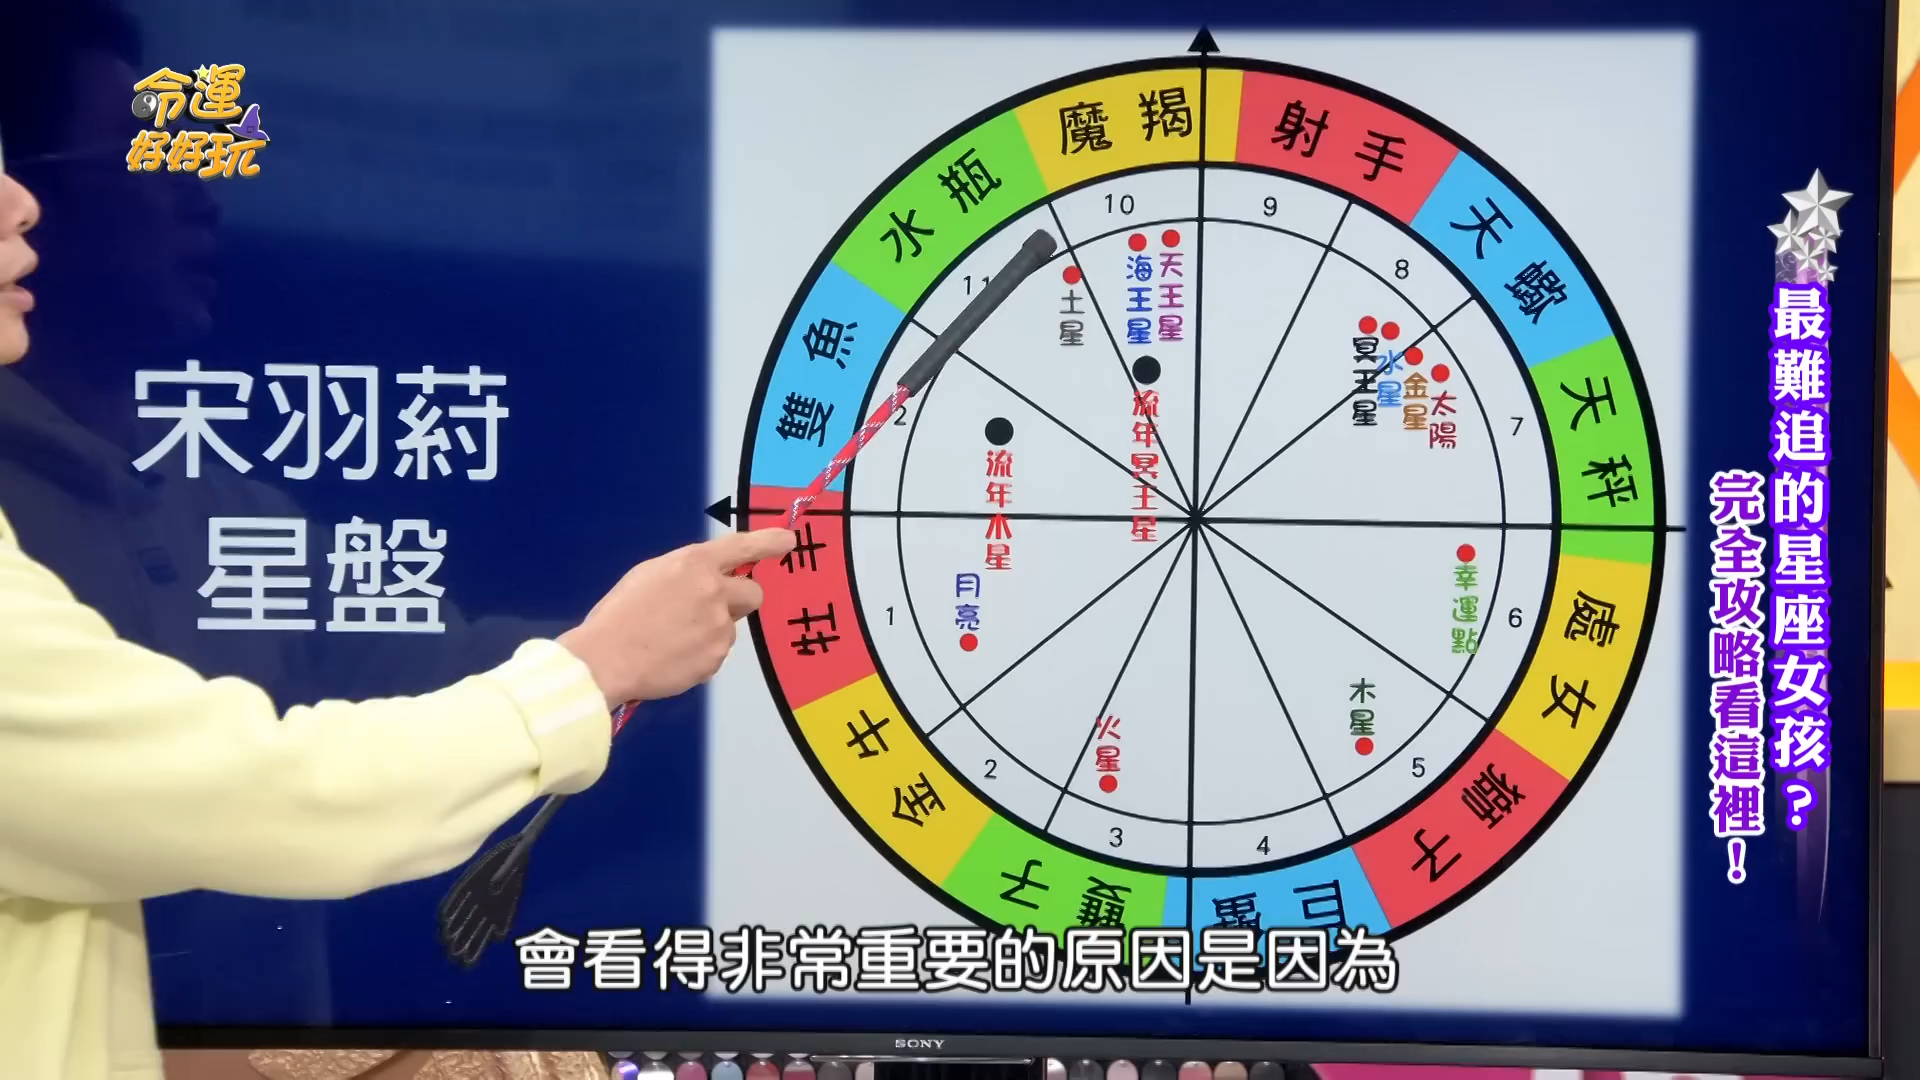 命運
好好玩
宋羽葤
星盤
最難追的星座女孩？
完全攻略看這裡！
魔羯
射手
天蠍
天秤
處女
獅子
巨蟹
雙子
金牛
牡羊
雙魚
水瓶
10
9
8
7
6
5
4
3
2
1
2
11
土星
海王星
天王星
流年冥王星
流年木星
月亮
火星
木星
幸運點
冥王星
水星
金星
太陽
會看得非常重要的原因是因為
SONY